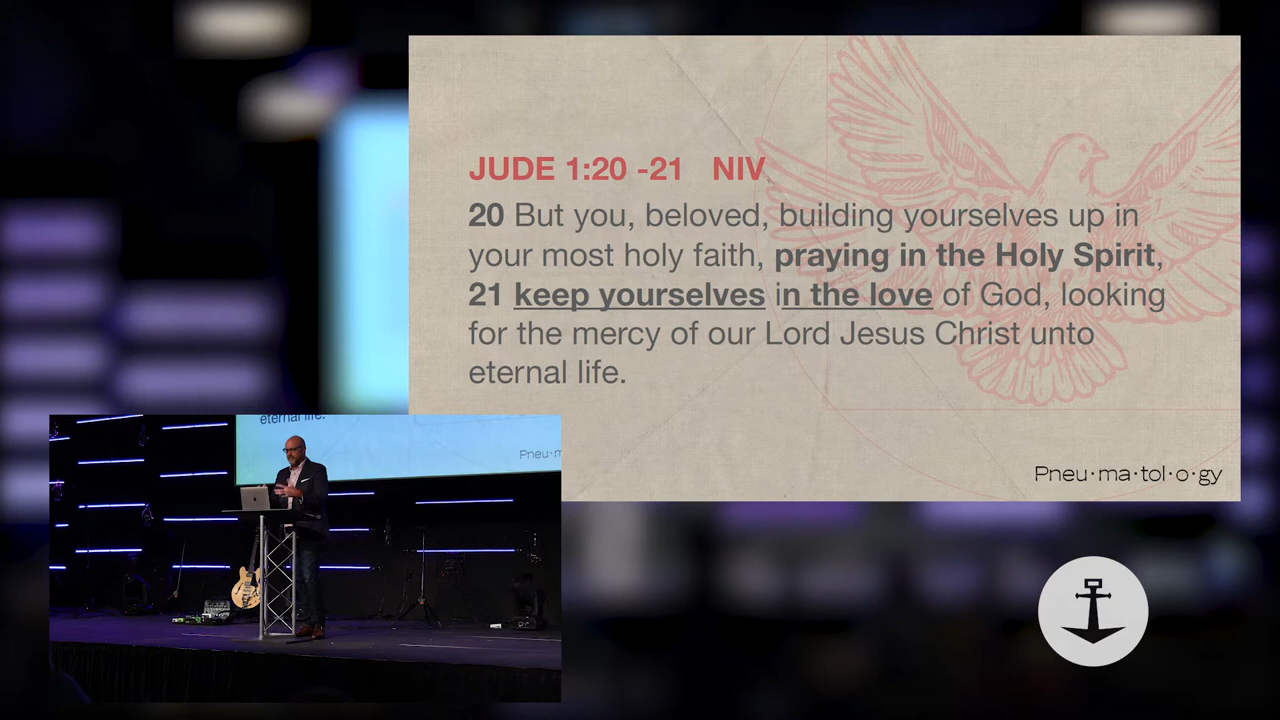 JUDE 1:20 -21 NIV
20 But you, beloved, building yourselves up in
your most holy faith, praying in the Holy Spirit,
21 keep yourselves in the love of God, looking
for the mercy of our Lord Jesus Christ unto
eternal life.
Pneu·ma·tol·o·gy
eternal life.
Pneu·m